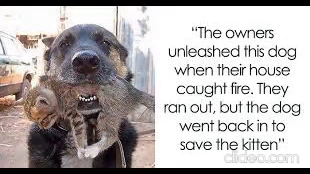 “The owners
unleashed this dog
when their house
caught fire. They
ran out, but the dog
went back in to
save the kitten”
clideo.com